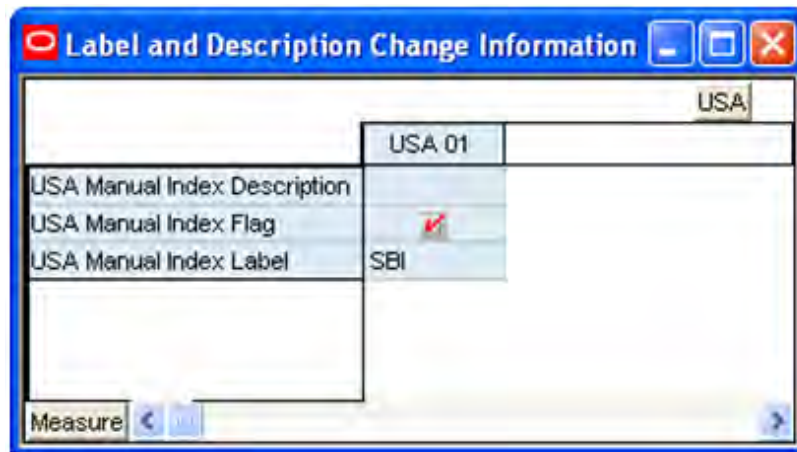 Label and Description Change Information
USA
USA 01
USA Manual Index Description
USA Manual Index Flag
USA Manual Index Label SBI
Measure